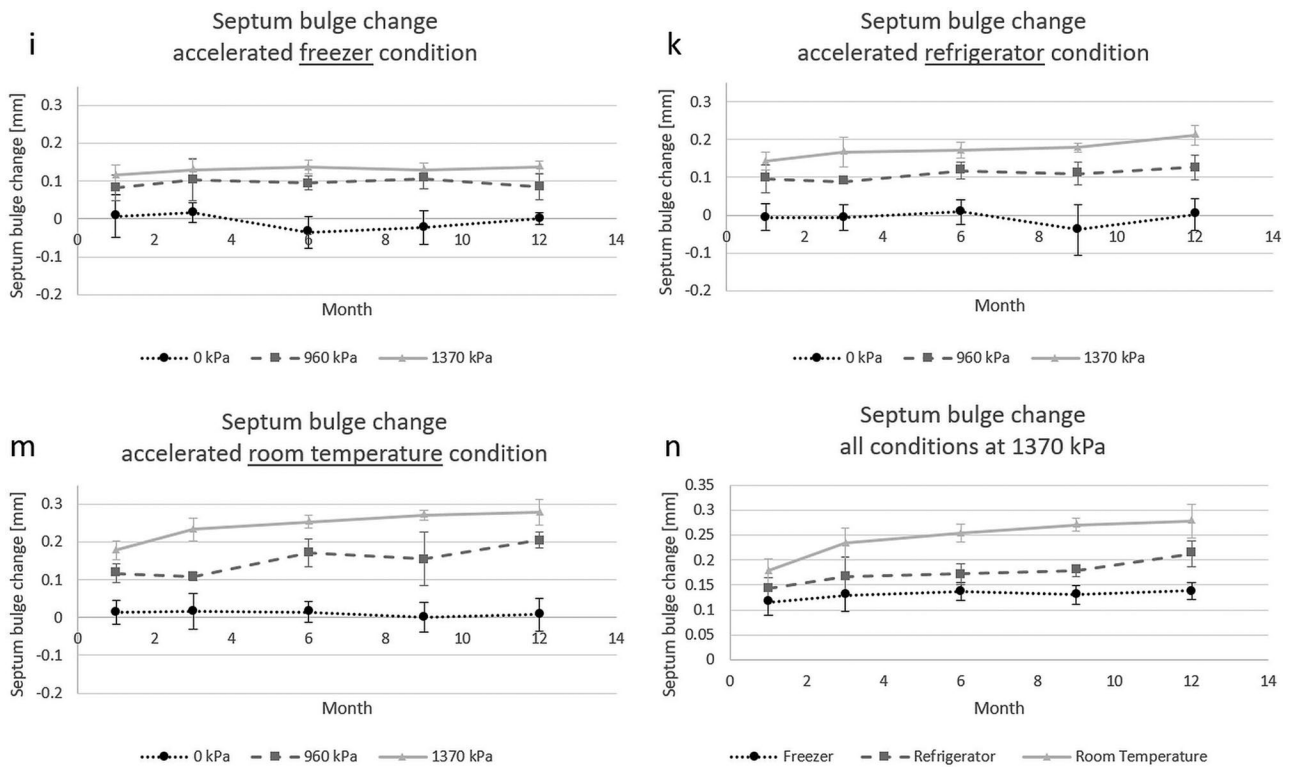 i
Septum bulge change
accelerated freezer condition
Septum bulge change [mm]
0.3
0.2
0.1
0
-0.1
-0.2
0 2 4 6 8 10 12 14
Month
0 kPa 960 kPa 1370 kPa
k
Septum bulge change
accelerated refrigerator condition
Septum bulge change [mm]
0.3
0.2
0.1
0
-0.1
-0.2
0 2 4 6 8 10 12 14
Month
0 kPa 960 kPa 1370 kPa
m
Septum bulge change
accelerated room temperature condition
Septum bulge change [mm]
0.3
0.2
0.1
0
-0.1
-0.2
0 2 4 6 8 10 12 14
Month
0 kPa 960 kPa 1370 kPa
n
Septum bulge change
all conditions at 1370 kPa
Septum bulge change [mm]
0.35
0.3
0.25
0.2
0.15
0.1
0.05
0
0 2 4 6 8 10 12 14
Month
Freezer Refrigerator Room Temperature